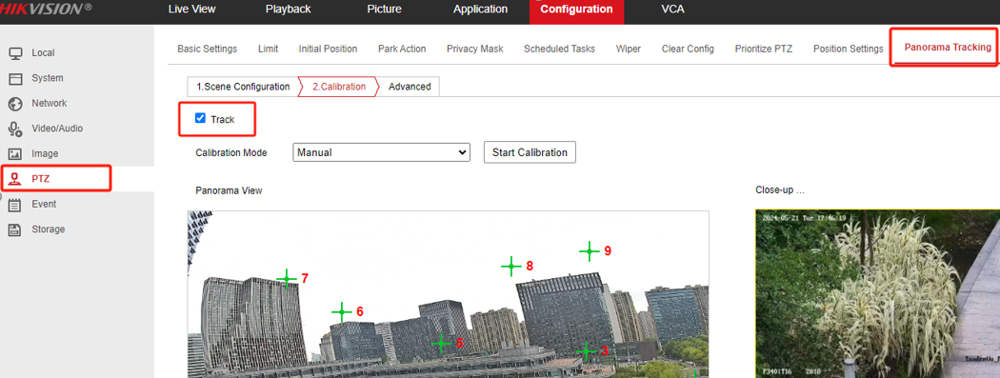 HIKVISION®
Live View Playback Picture Application Configuration VCA
Basic Settings Limit Initial Position Park Action Privacy Mask Scheduled Tasks Wiper Clear Config Prioritize PTZ Position Settings Panorama Tracking
Local
System
Network
Video/Audio
Image
PTZ
Event
Storage
1.Scene Configuration 2.Calibration Advanced
Track
Calibration Mode Manual Start Calibration
Panorama View
Close-up ...
7
6
8
9
6
3
2024-05-21 Tue 17:46:19